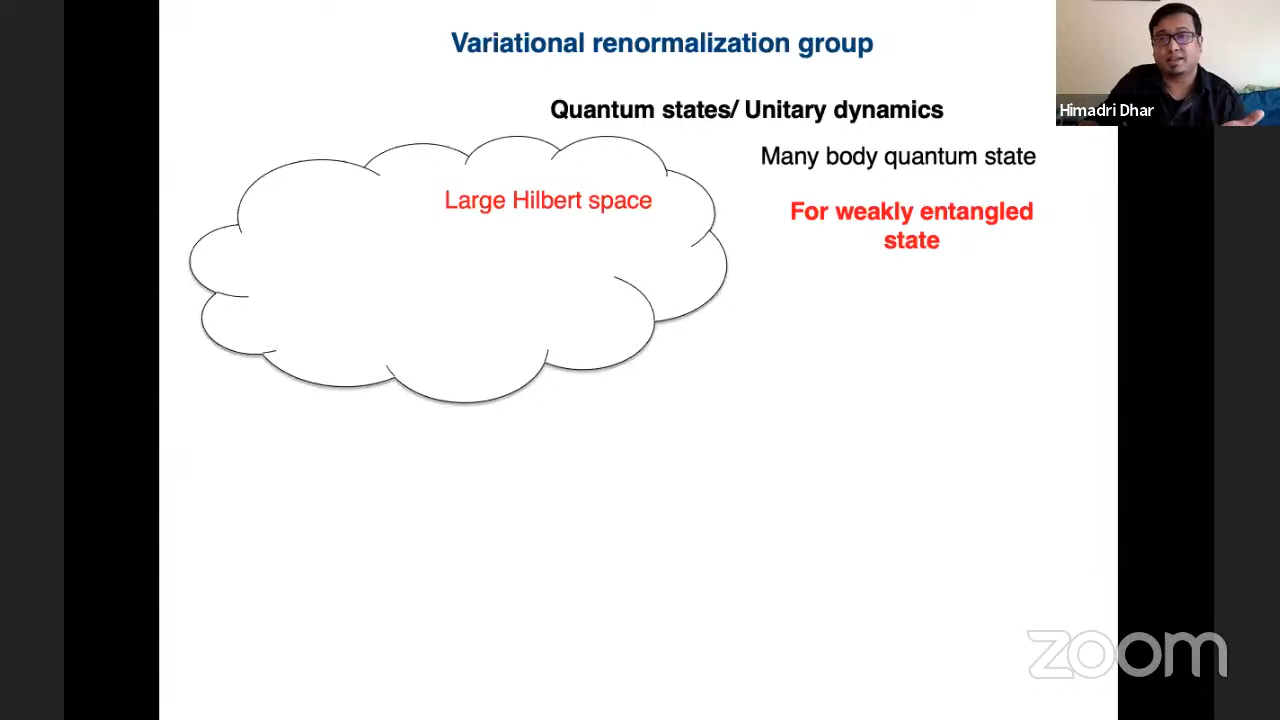 Variational renormalization group
Himadri Dhar
Quantum states/ Unitary dynamics
Many body quantum state
Large Hilbert space
For weakly entangled
state
zoom